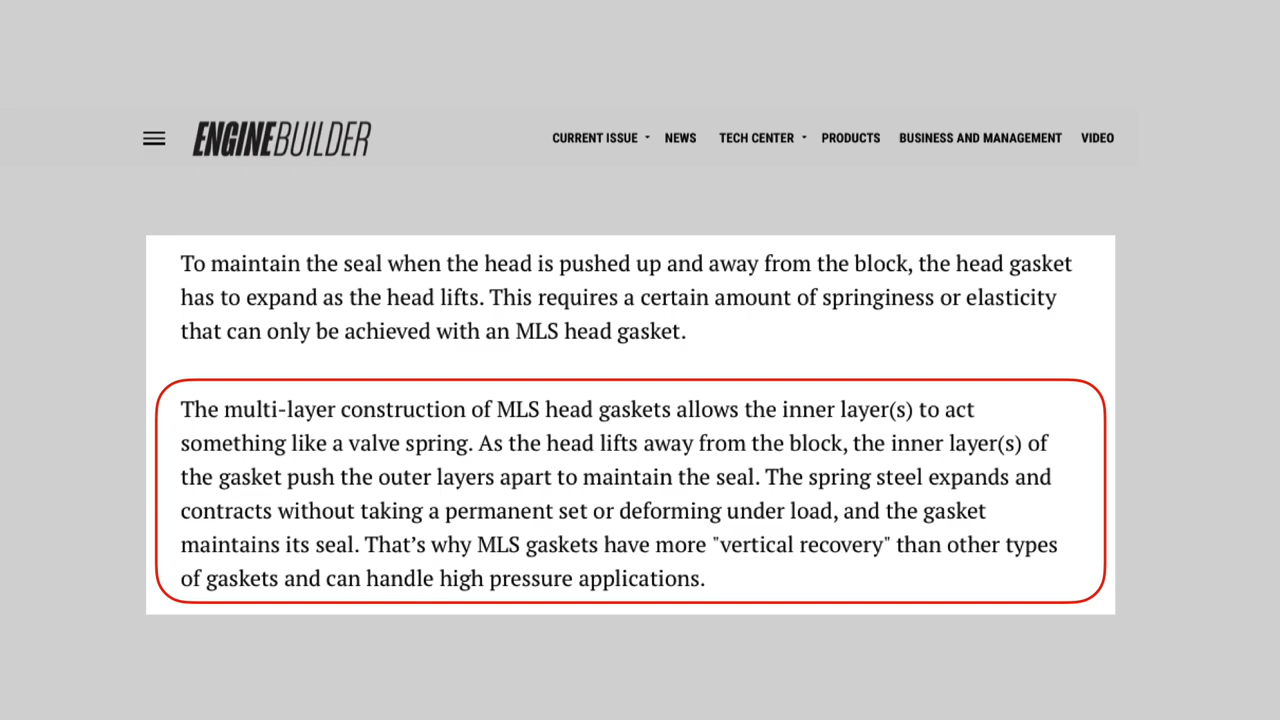 ENGINEBUILDER
CURRENT ISSUE NEWS TECH CENTER PRODUCTS BUSINESS AND MANAGEMENT VIDEO
To maintain the seal when the head is pushed up and away from the block, the head gasket
has to expand as the head lifts. This requires a certain amount of springiness or elasticity
that can only be achieved with an MLS head gasket.
The multi-layer construction of MLS head gaskets allows the inner layer(s) to act
something like a valve spring. As the head lifts away from the block, the inner layer(s) of
the gasket push the outer layers apart to maintain the seal. The spring steel expands and
contracts without taking a permanent set or deforming under load, and the gasket
maintains its seal. That’s why MLS gaskets have more "vertical recovery" than other types
of gaskets and can handle high pressure applications.